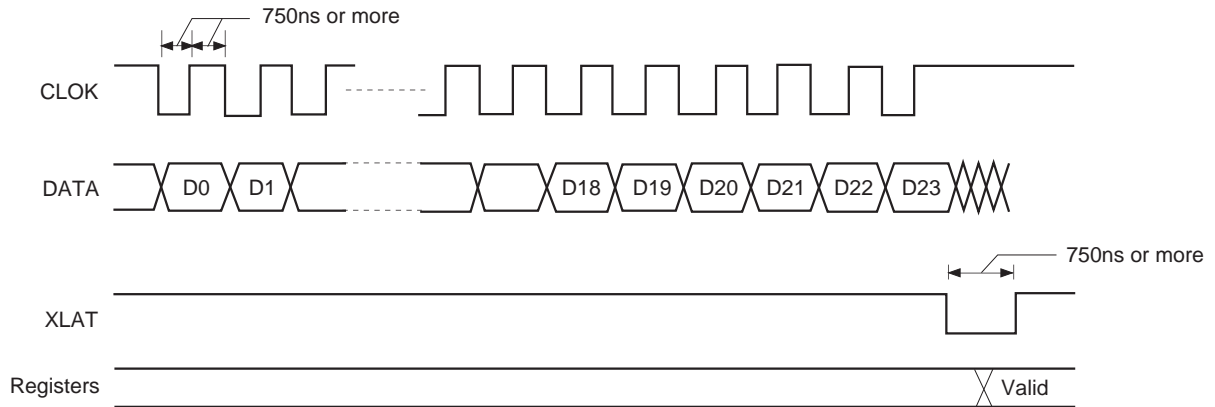 750ns or more
CLOK
DATA D0 D1 D18 D19 D20 D21 D22 D23
750ns or more
XLAT
Registers Valid